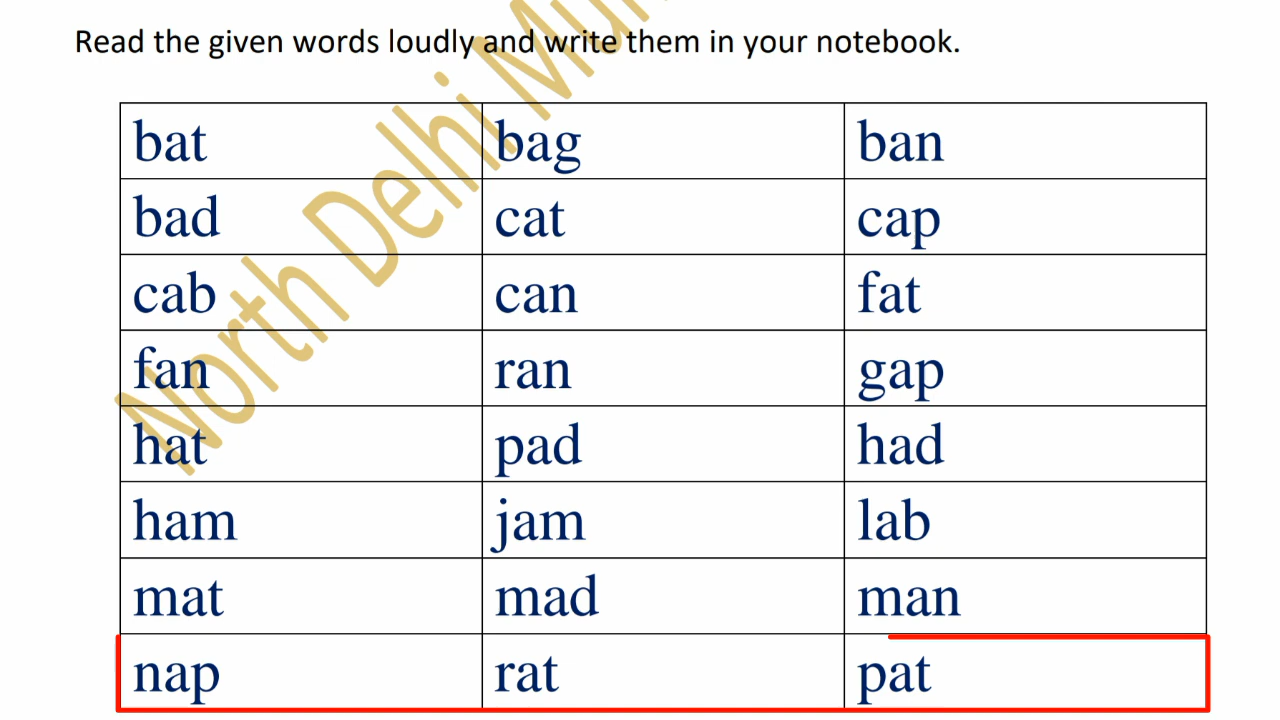 Read the given words loudly and write them in your notebook.
bat bag ban
bad cat cap
cab can fat
fan ran gap
hat pad had
ham jam lab
mat mad man
nap rat pat
North Delhi